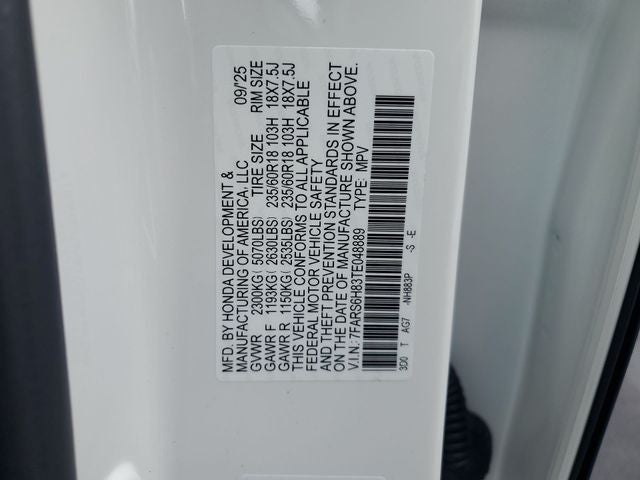 MFD. BY HONDA DEVELOPMENT & 09/25
MANUFACTURING OF AMERICA, LLC
GVWR 2300KG( 5070LBS) TIRE SIZE RIM SIZE
GAWR F 1193KG( 2630LBS) 235/60R18 103H 18X7.5J
GAWR R 1150KG( 2535LBS) 235/60R18 103H 18X7.5J
THIS VEHICLE CONFORMS TO ALL APPLICABLE
FEDERAL MOTOR VEHICLE SAFETY
AND THEFT PREVENTION STANDARDS IN EFFECT
ON THE DATE OF MANUFACTURE SHOWN ABOVE.
V.I.N.: 7FARS6H83TE048889 TYPE: MPV
3D0 T AG7 -NH883P -S -E